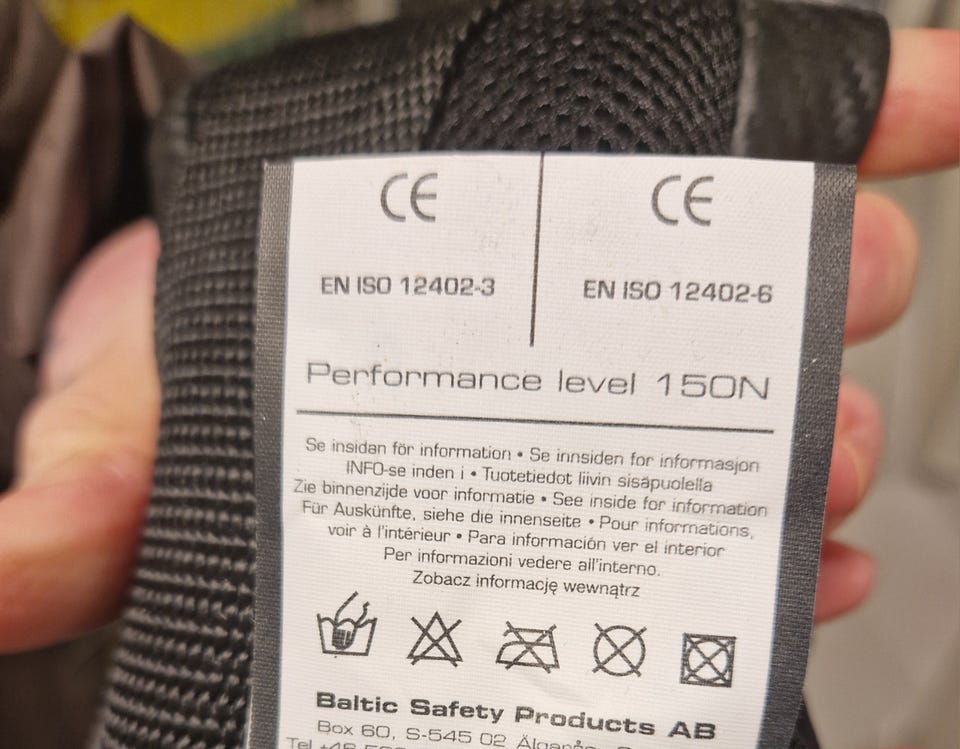 CE CE
EN ISO 12402-3 EN ISO 12402-6
Performance level 150N
Se insidan för information • Se innsiden for informasjon
INFO-se inden i • Tuotetiedot liivin sisäpuolella
Zie binnenzijde voor informatie • See inside for information
Für Auskünfte, siehe die innenseite • Pour informations,
voir à l'intérieur • Para información ver el interior
Per informazioni vedere all'interno.
Zobacz informację wewnątrz
Baltic Safety Products AB
Box 60, S-545 02
Tel +46